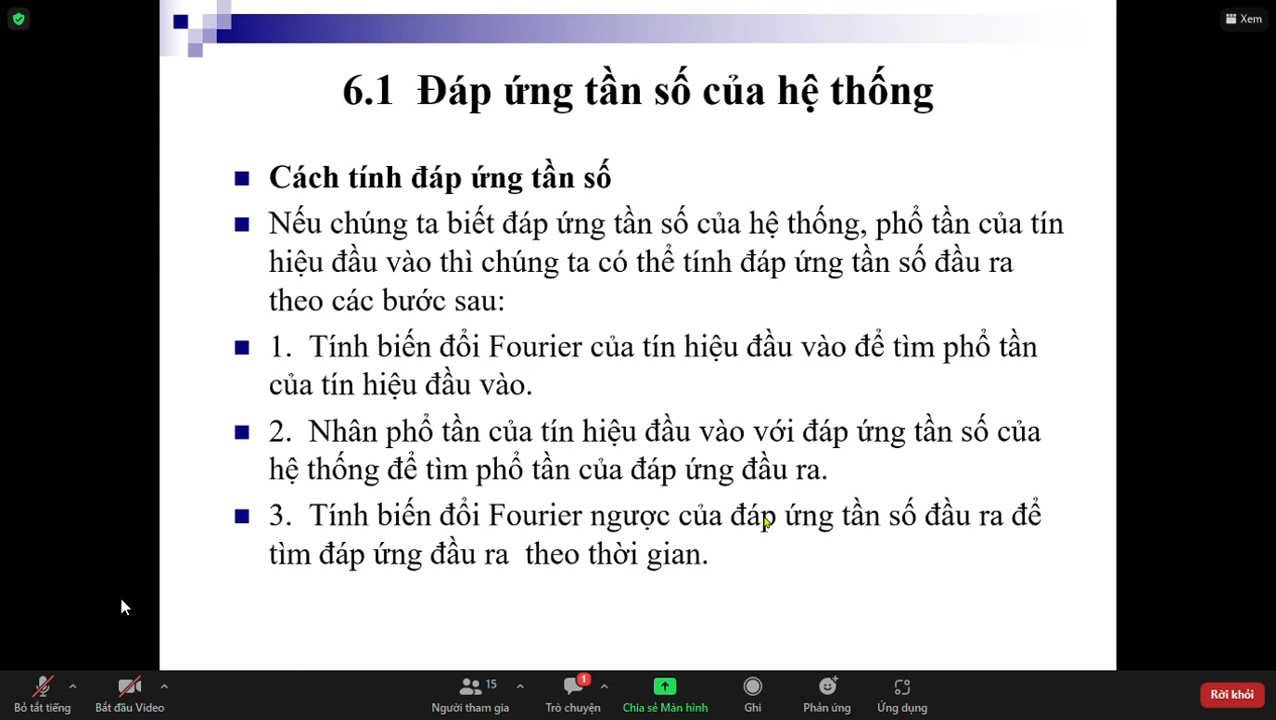 Xem
6.1 Đáp ứng tần số của hệ thống
Cách tính đáp ứng tần số
Nếu chúng ta biết đáp ứng tần số của hệ thống, phổ tần của tín
hiệu đầu vào thì chúng ta có thể tính đáp ứng tần số đầu ra
theo các bước sau:
1. Tính biến đổi Fourier của tín hiệu đầu vào để tìm phổ tần
của tín hiệu đầu vào.
2. Nhân phổ tần của tín hiệu đầu vào với đáp ứng tần số của
hệ thống để tìm phổ tần của đáp ứng đầu ra.
3. Tính biến đổi Fourier ngược của đáp ứng tần số đầu ra để
tìm đáp ứng đầu ra theo thời gian.
15
1
Bỏ tắt tiếng
Bắt đầu Video
Người tham gia
Trò chuyện
Chia sẻ Màn hình
Ghi
Phản ứng
Ứng dụng
Rời khỏi